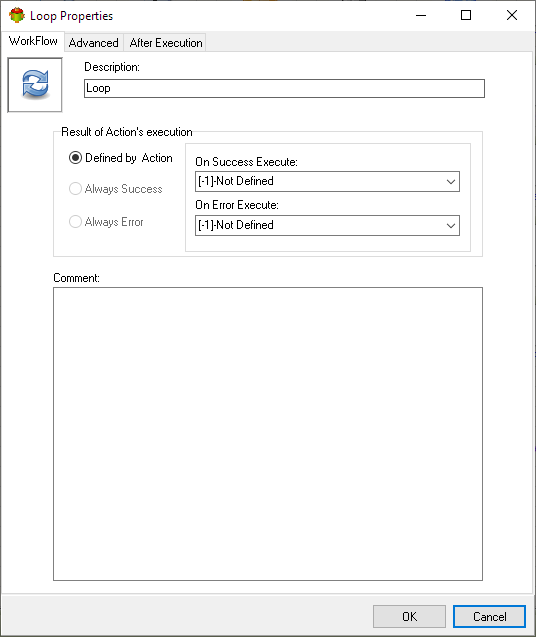 Loop Properties
WorkFlow Advanced After Execution
Description:
Loop
Result of Action's execution
Defined by Action
Always Success
Always Error
On Success Execute:
[-1]-Not Defined
On Error Execute:
[-1]-Not Defined
Comment:
OK Cancel